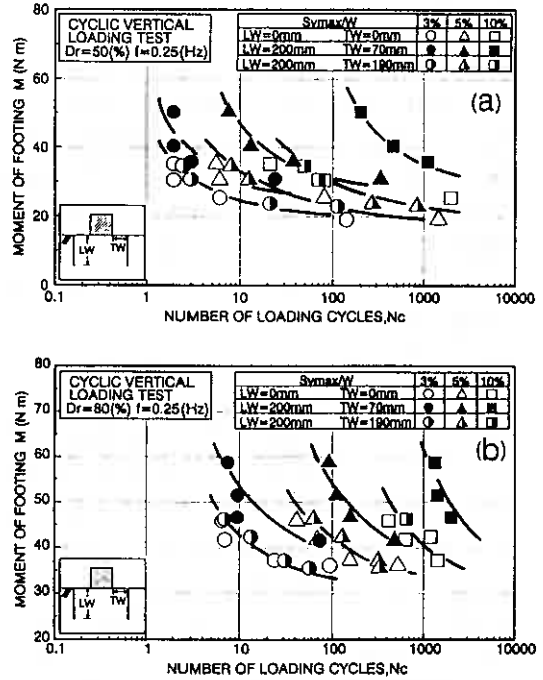 60
40
20
0
MOMENT OF FOOTING M (N m)
CYCLIC VERTICAL
LOADING TEST
Dr=50(%) f=0.25(Hz)
Symax/W 3% 5% 10%
LW=0mm TW=0mm
LW=200mm TW=70mm
LW=200mm TW=190mm
(a)
LW TW
0.1 1 10 100 1000 10000
NUMBER OF LOADING CYCLES,Nc
80
70
60
50
40
30
20
MOMENT OF FOOTING M (N m)
CYCLIC VERTICAL
LOADING TEST
Dr=80(%) f=0.25(Hz)
Symax/W 3% 5% 10%
LW=0mm TW=0mm
LW=200mm TW=70mm
LW=200mm TW=190mm
(b)
LW TW
0.1 1 10 100 1000 10000
NUMBER OF LOADING CYCLES,Nc